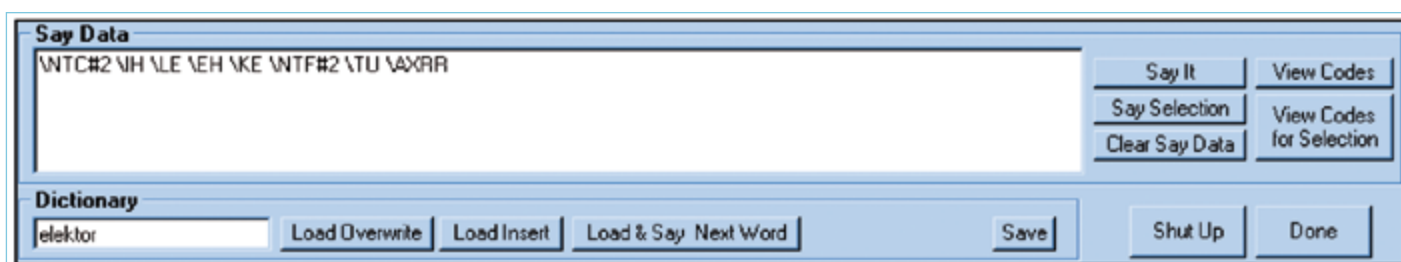 Say Data
\NTC#2 \IH \LE \EH \KE \NTF#2 \TU \AXRR
Say It
View Codes
Say Selection
View Codes
for Selection
Clear Say Data
Dictionary
elektor
Load Overwrite
Load Insert
Load & Say Next Word
Save
Shut Up
Done